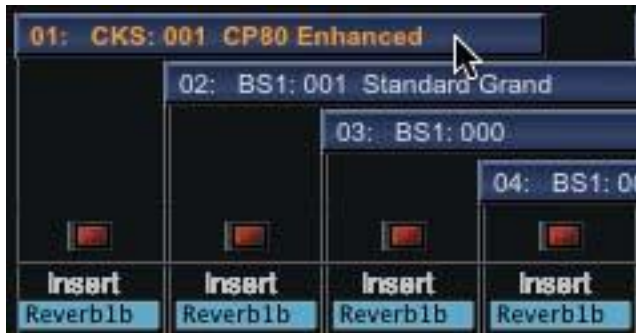 01: CKS: 001 CP80 Enhanced
02: BS1: 001 Standard Grand
03: BS1: 000
04: BS1: 0
Insert Insert Insert Insert
Reverb1b Reverb1b Reverb1b Reverb1b